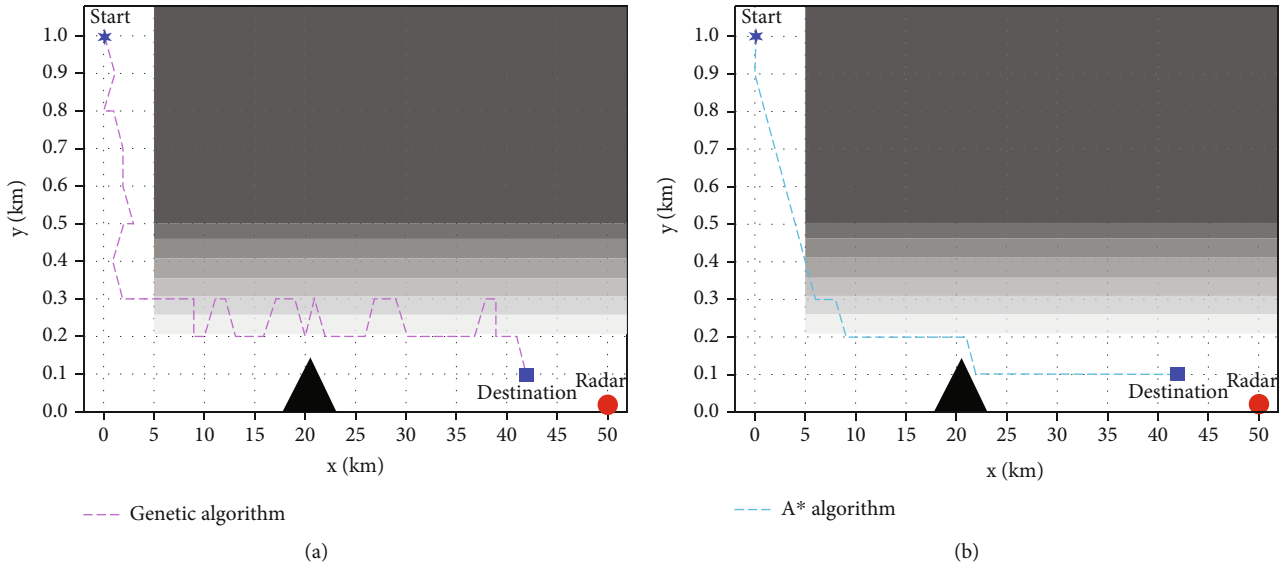 Start
1.0
0.9
0.8
0.7
0.6
0.5
0.4
0.3
0.2
0.1
0.0
y (km)
Destination
Radar
0 5 10 15 20 25 30 35 40 45 50
x (km)
Genetic algorithm
(a)
Start
1.0
0.9
0.8
0.7
0.6
0.5
0.4
0.3
0.2
0.1
0.0
y (km)
Destination
Radar
0 5 10 15 20 25 30 35 40 45 50
x (km)
A* algorithm
(b)